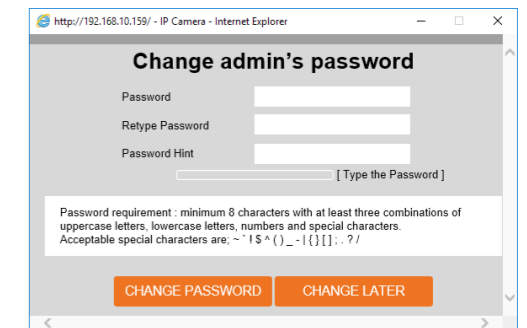 http://192.168.10.159/ - IP Camera - Internet Explorer
Change admin's password
Password
Retype Password
Password Hint
[ Type the Password ]
Password requirement : minimum 8 characters with at least three combinations of
uppercase letters, lowercase letters, numbers and special characters.
Acceptable special characters are; ~ ` ! $ ^ ( ) _ - | { } [ ] ; . ? /
CHANGE PASSWORD
CHANGE LATER